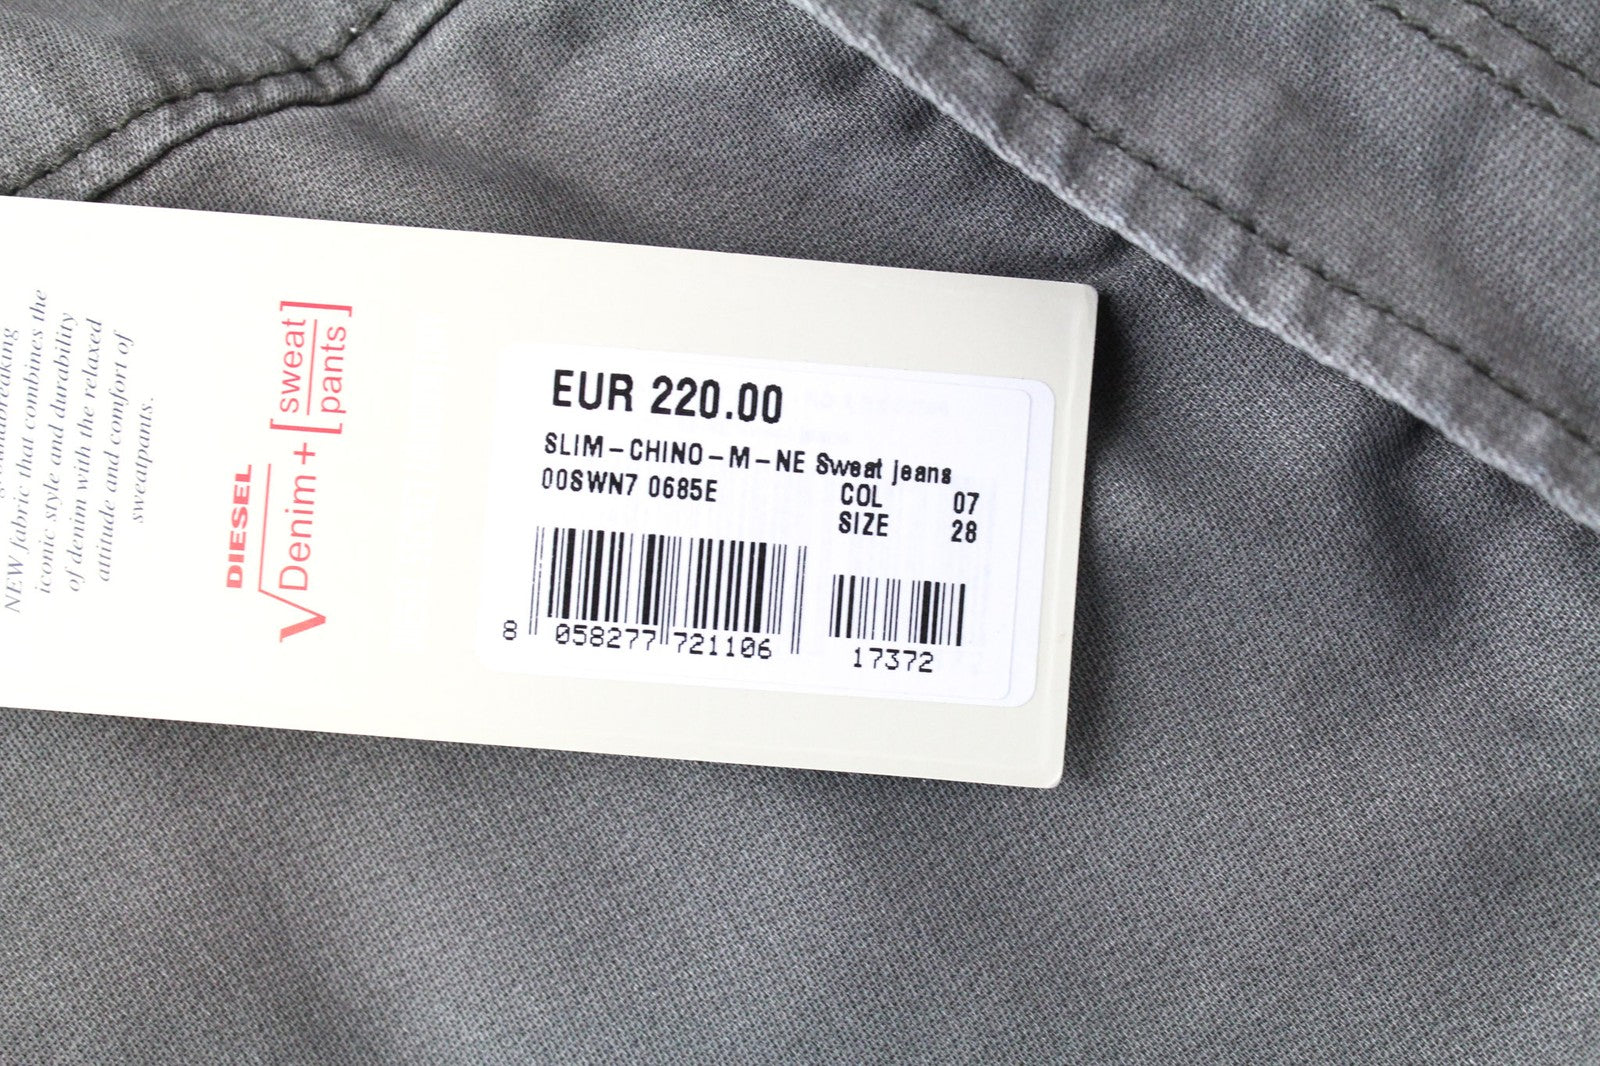 groundbreaking
NEW fabric that combines the
iconic style and durability
of denim with the relaxed
attitude and comfort of
sweatpants.
DIESEL
Denim + [sweat]
[pants]
EUR 220.00
SLIM-CHINO-M-NE Sweat jeans
00SWN7 0685E
COL 07
SIZE 28
8 058277 721106
17372